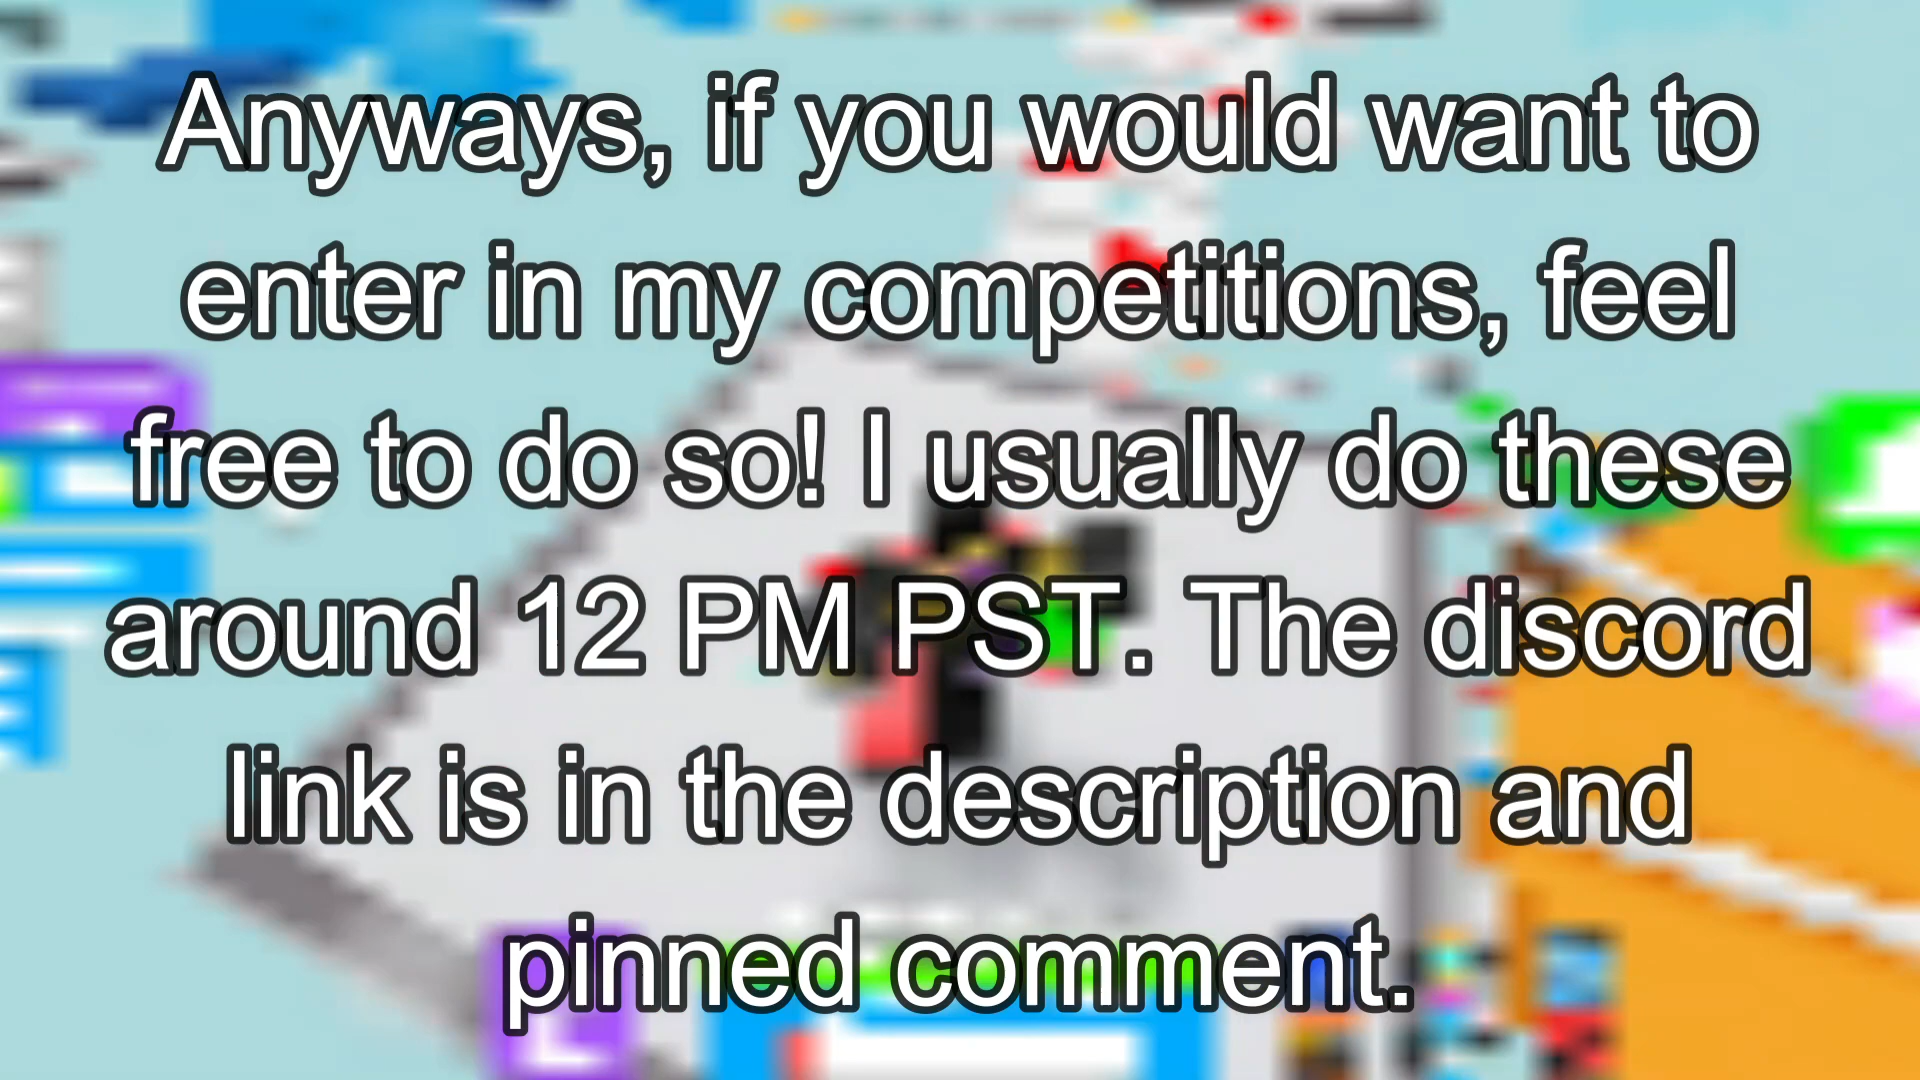 Anyways, if you would want to
enter in my competitions, feel
free to do so! I usually do these
around 12 PM PST. The discord
link is in the description and
pinned comment.